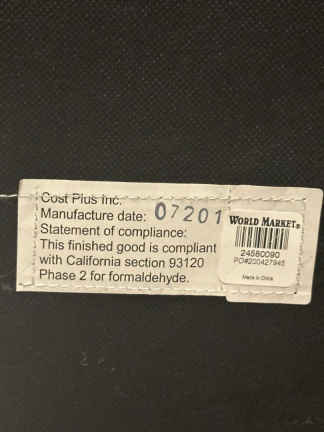 Cost Plus Inc.
Manufacture date: 07201
Statement of compliance:
This finished good is compliant
with California section 93120
Phase 2 for formaldehyde.
WORLD MARKET®
24580090
PO#200427945
Made in China